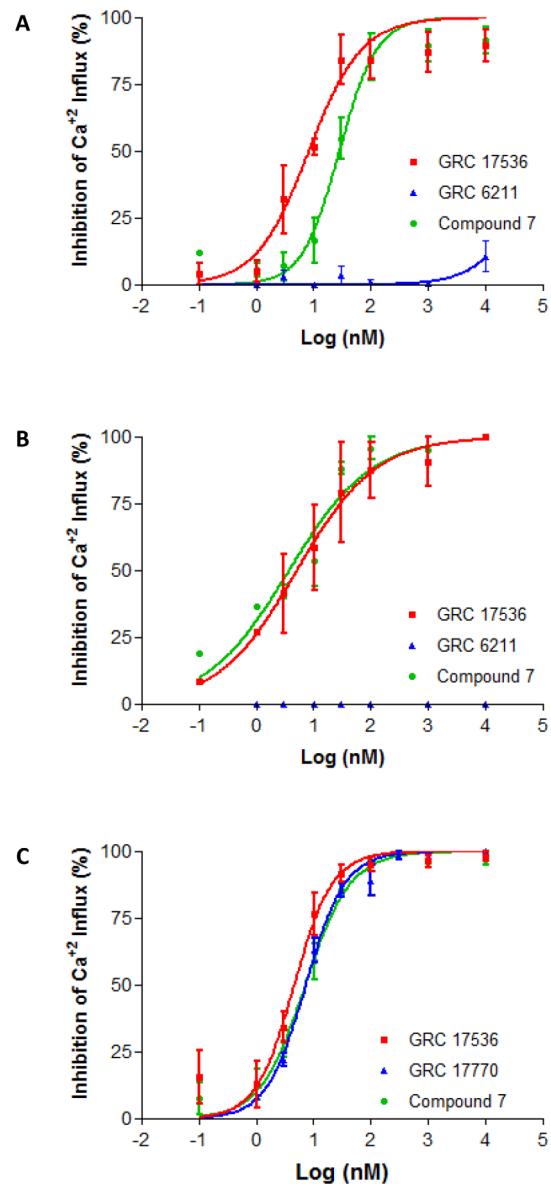 A
Inhibition of Ca+2 Influx (%)
100
75
50
25
0
GRC 17536
GRC 6211
Compound 7
-2 -1 0 1 2 3 4 5
Log (nM)
B
Inhibition of Ca+2 Influx (%)
100
75
50
25
0
GRC 17536
GRC 6211
Compound 7
-2 -1 0 1 2 3 4 5
Log (nM)
C
Inhibition of Ca+2 Influx (%)
100
75
50
25
0
GRC 17536
GRC 17770
Compound 7
-2 -1 0 1 2 3 4 5
Log (nM)